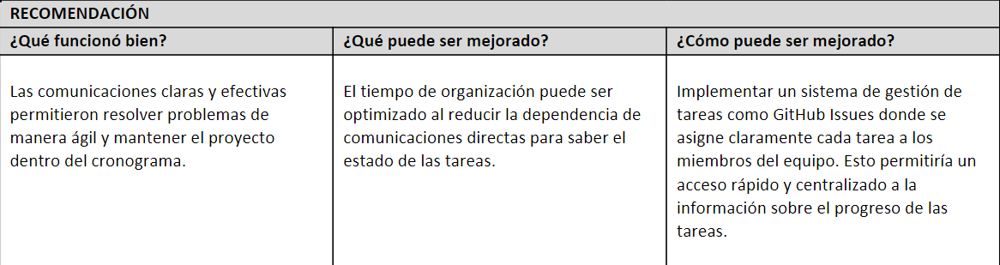 RECOMENDACIÓN
¿Qué funcionó bien?
¿Qué puede ser mejorado?
¿Cómo puede ser mejorado?
Las comunicaciones claras y efectivas
permitieron resolver problemas de
manera ágil y mantener el proyecto
dentro del cronograma.
El tiempo de organización puede ser
optimizado al reducir la dependencia de
comunicaciones directas para saber el
estado de las tareas.
Implementar un sistema de gestión de
tareas como GitHub Issues donde se
asigne claramente cada tarea a los
miembros del equipo. Esto permitiría un
acceso rápido y centralizado a la
información sobre el progreso de las
tareas.